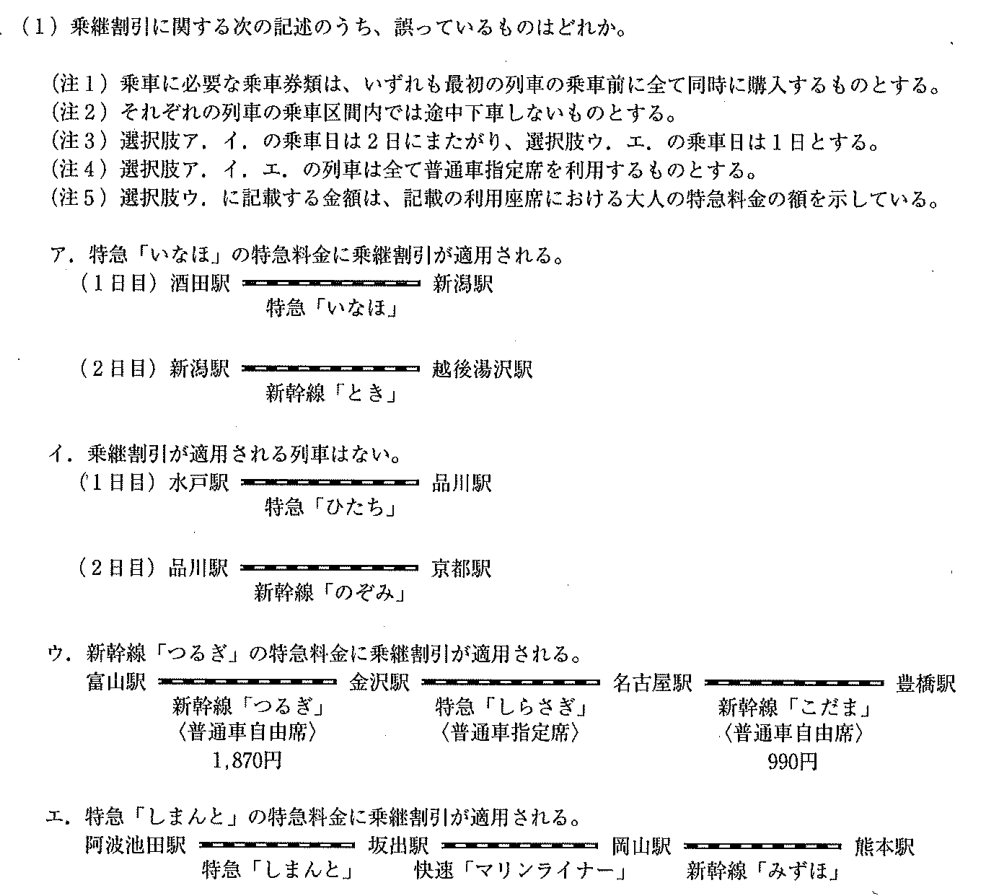 （1）乗継割引に関する次の記述のうち、誤っているものはどれか。
（注1）乗車に必要な乗車券類は、いずれも最初の列車の乗車前に全て同時に購入するものとする。
（注2）それぞれの列車の乗車区間内では途中下車しないものとする。
（注3）選択肢ア．イ．の乗車日は2日にまたがり、選択肢ウ．エ．の乗車日は1日とする。
（注4）選択肢ア．イ．エ．の列車は全て普通車指定席を利用するものとする。
（注5）選択肢ウ．に記載する金額は、記載の利用座席における大人の特急料金の額を示している。
ア．特急「いなほ」の特急料金に乗継割引が適用される。
（1日目）酒田駅 新潟駅
特急「いなほ」
（2日目）新潟駅 越後湯沢駅
新幹線「とき」
イ．乗継割引が適用される列車はない。
（1日目）水戸駅 品川駅
特急「ひたち」
（2日目）品川駅 京都駅
新幹線「のぞみ」
ウ．新幹線「つるぎ」の特急料金に乗継割引が適用される。
富山駅 金沢駅 名古屋駅 豊橋駅
新幹線「つるぎ」 特急「しらさぎ」 新幹線「こだま」
〈普通車自由席〉 〈普通車指定席〉 〈普通車自由席〉
1,870円 990円
エ．特急「しまんと」の特急料金に乗継割引が適用される。
阿波池田駅 坂出駅 岡山駅 熊本駅
特急「しまんと」 快速「マリンライナー」 新幹線「みずほ」